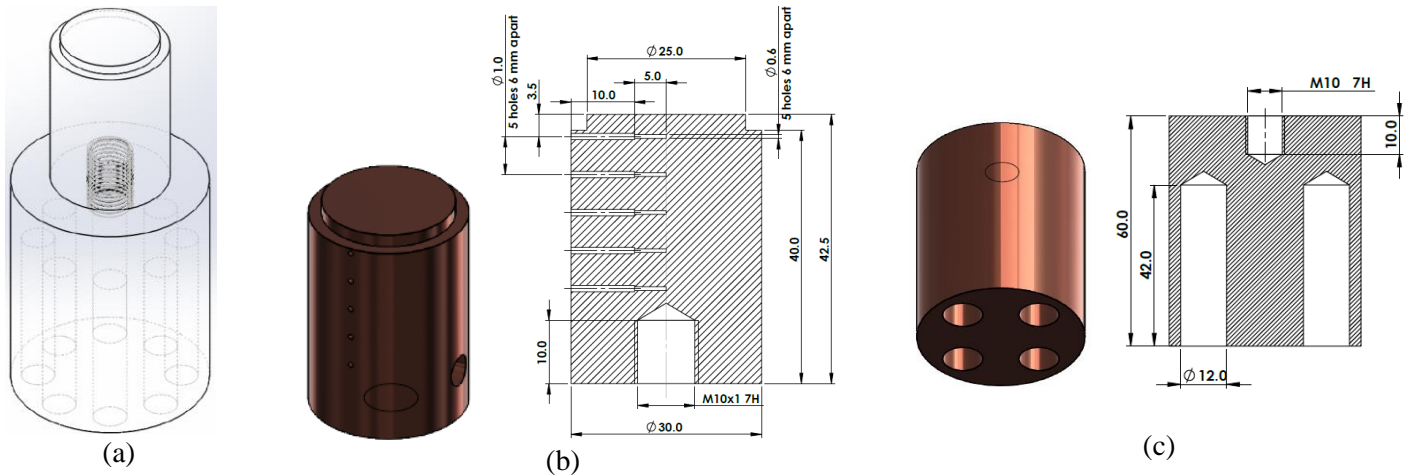 (a)
Ø 1.0
5 holes 6 mm apart
3.5
Ø 25.0
5.0
10.0
Ø 0.6
5 holes 6 mm apart
40.0
42.5
10.0
M10x1 7H
Ø 30.0
(b)
M10 7H
10.0
60.0
42.0
Ø 12.0
(c)